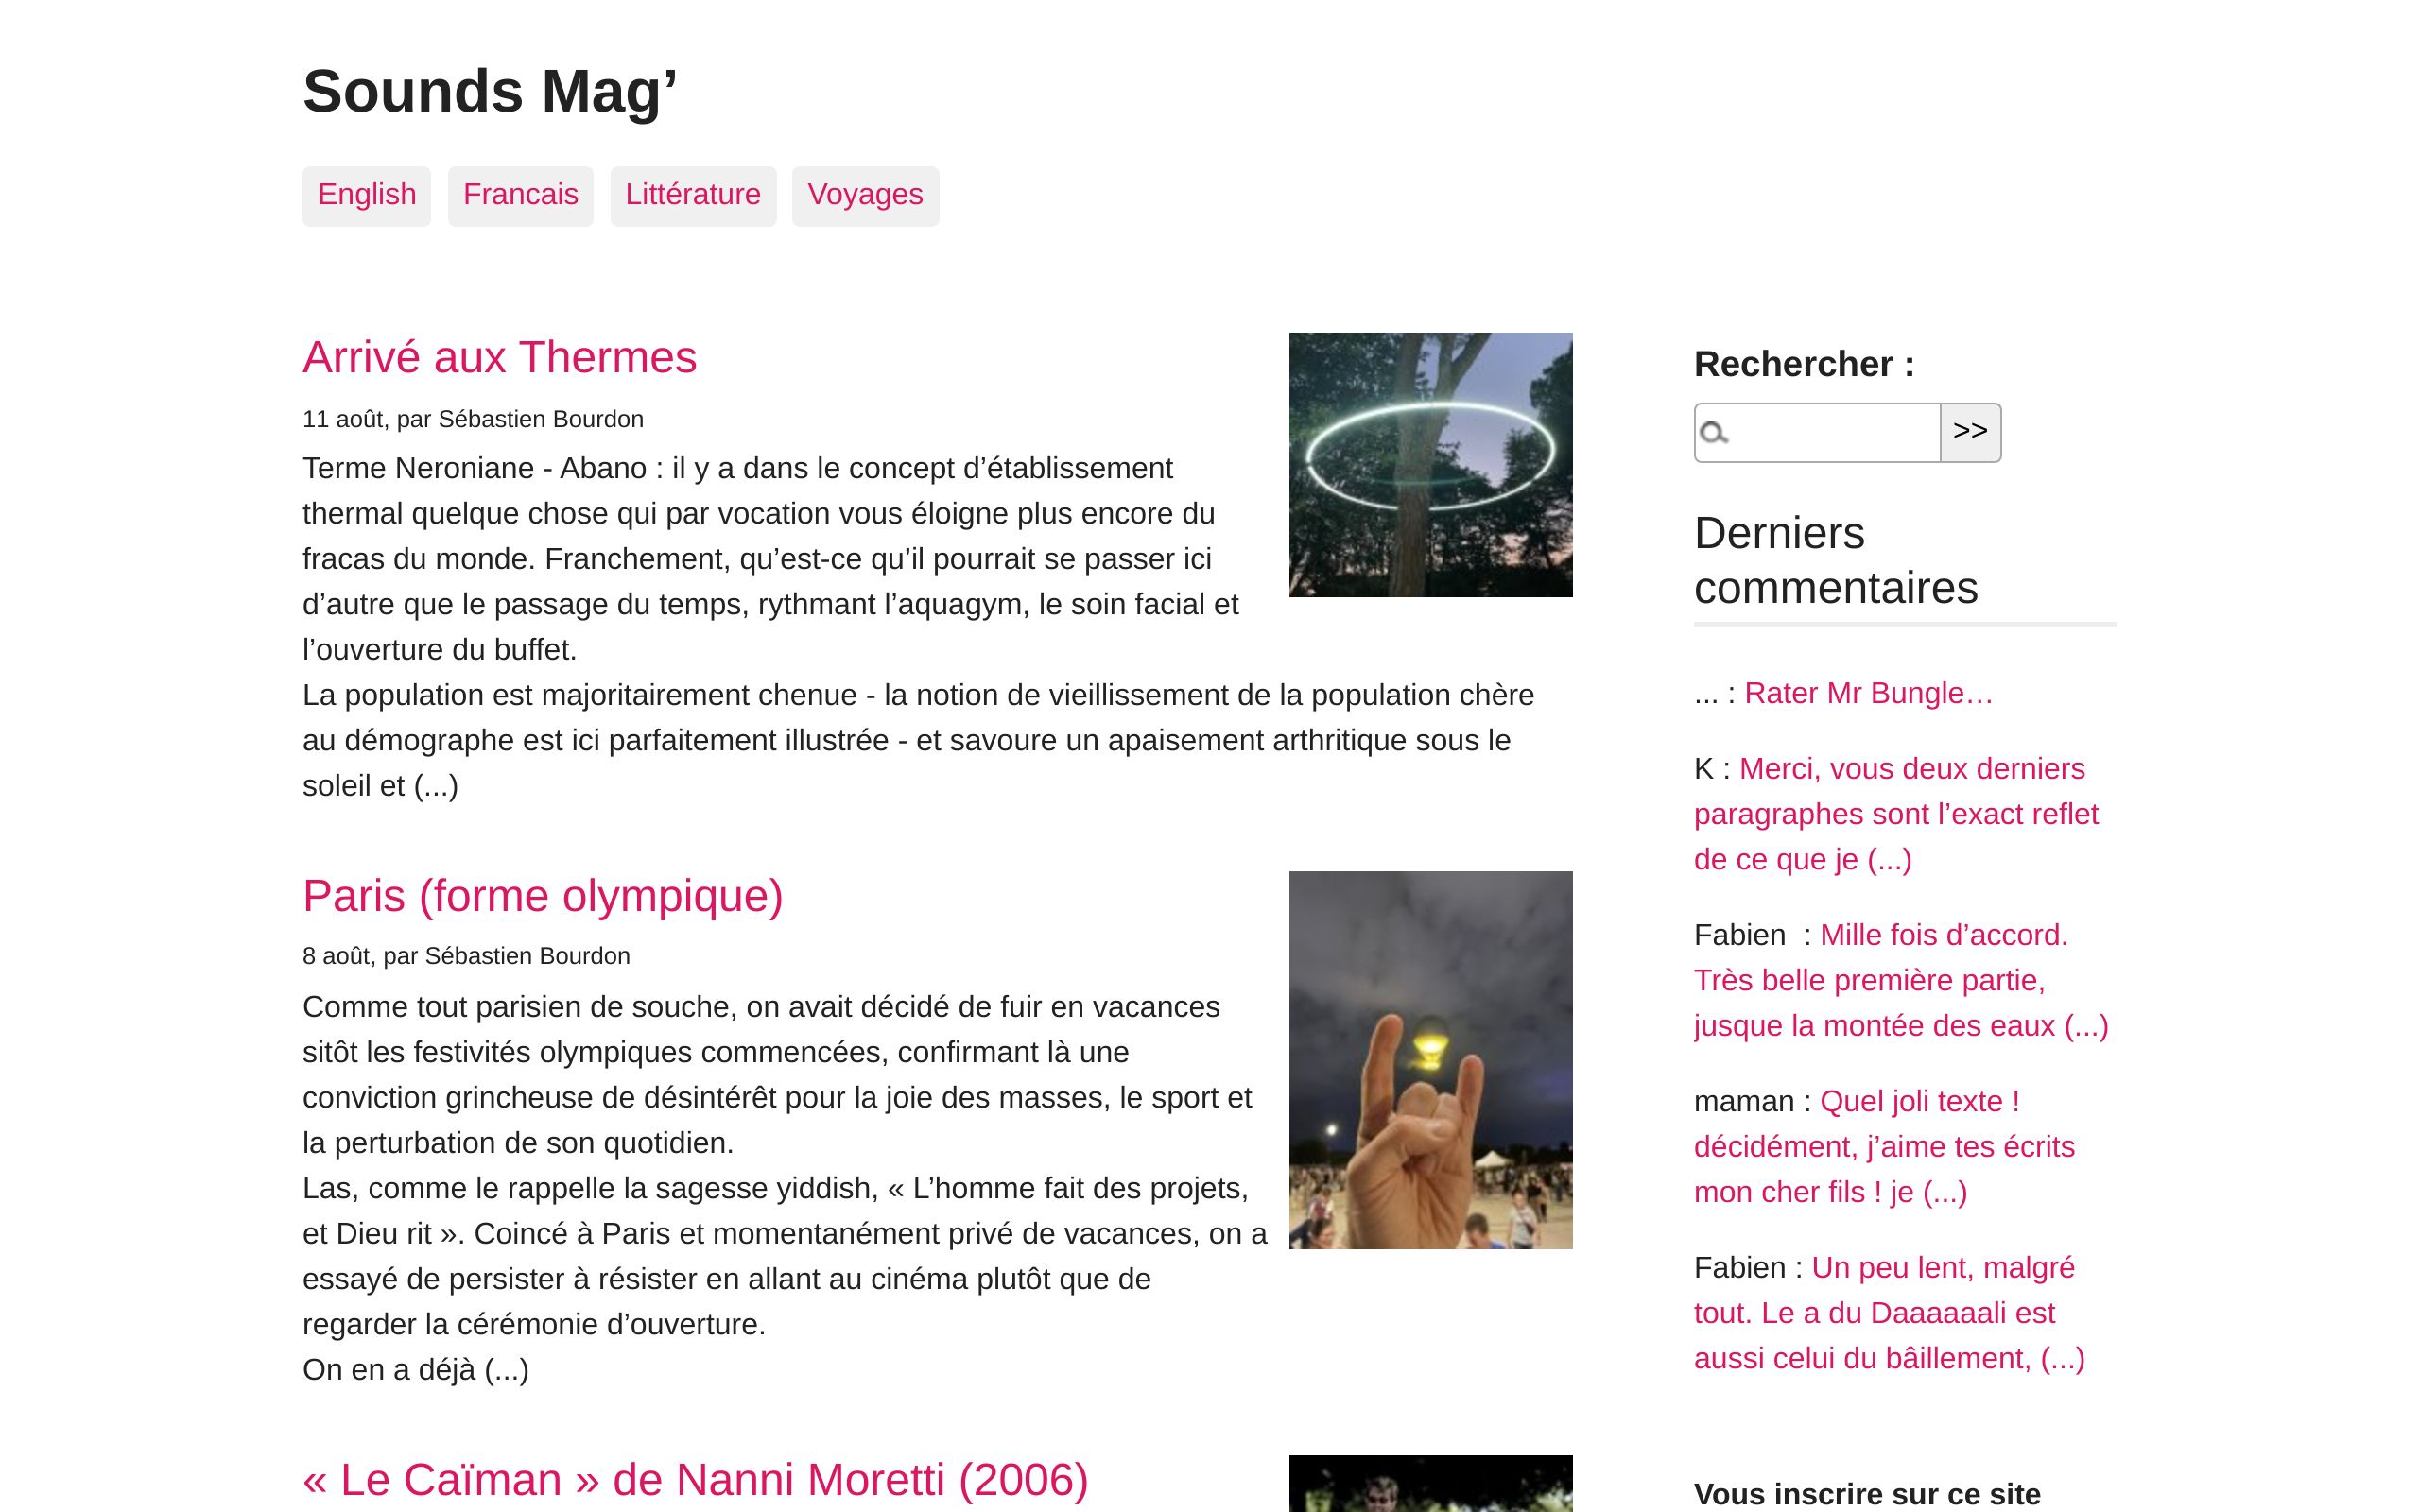 Sounds Mag’
English
Francais
Littérature
Voyages
Arrivé aux Thermes
11 août, par Sébastien Bourdon
Terme Neroniane - Abano : il y a dans le concept d’établissement
thermal quelque chose qui par vocation vous éloigne plus encore du
fracas du monde. Franchement, qu’est-ce qu’il pourrait se passer ici
d’autre que le passage du temps, rythmant l’aquagym, le soin facial et
l’ouverture du buffet.
La population est majoritairement chenue - la notion de vieillissement de la population chère
au démographe est ici parfaitement illustrée - et savoure un apaisement arthritique sous le
soleil et (...)
Paris (forme olympique)
8 août, par Sébastien Bourdon
Comme tout parisien de souche, on avait décidé de fuir en vacances
sitôt les festivités olympiques commencées, confirmant là une
conviction grincheuse de désintérêt pour la joie des masses, le sport et
la perturbation de son quotidien.
Las, comme le rappelle la sagesse yiddish, « L’homme fait des projets,
et Dieu rit ». Coincé à Paris et momentanément privé de vacances, on a
essayé de persister à résister en allant au cinéma plutôt que de
regarder la cérémonie d’ouverture.
On en a déjà (...)
« Le Caïman » de Nanni Moretti (2006)
Rechercher :
>>
Derniers
commentaires
... : Rater Mr Bungle…
K : Merci, vous deux derniers
paragraphes sont l’exact reflet
de ce que je (...)
Fabien  : Mille fois d’accord.
Très belle première partie,
jusque la montée des eaux (...)
maman : Quel joli texte !
décidément, j’aime tes écrits
mon cher fils ! je (...)
Fabien : Un peu lent, malgré
tout. Le a du Daaaaaali est
aussi celui du bâillement, (...)
Vous inscrire sur ce site